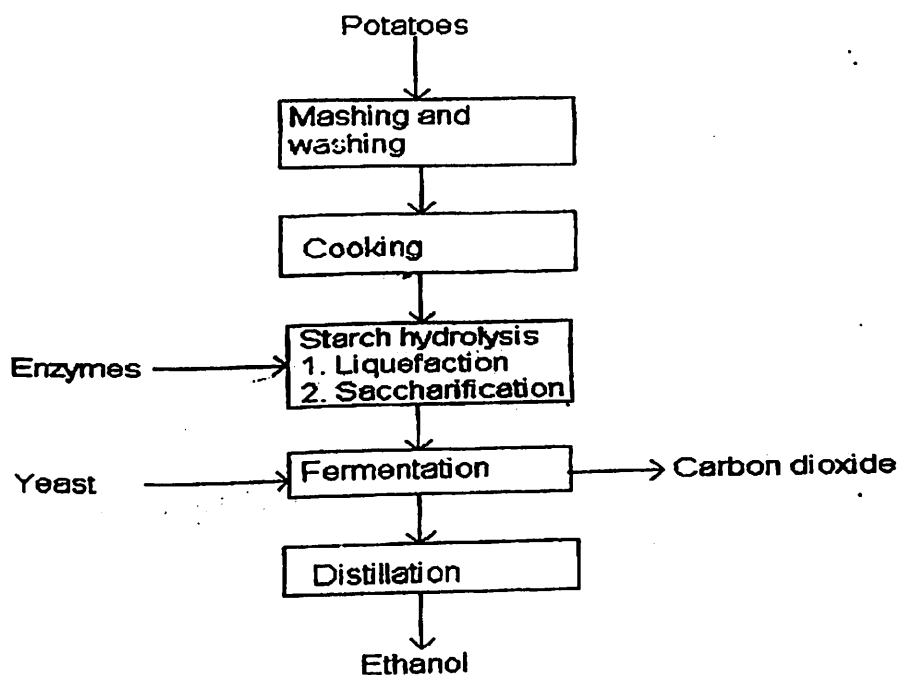 Potatoes
Mashing and
washing
Cooking
Starch hydrolysis
1. Liquefaction
2. Saccharification
Enzymes
Fermentation
Yeast
Carbon dioxide
Distillation
Ethanol